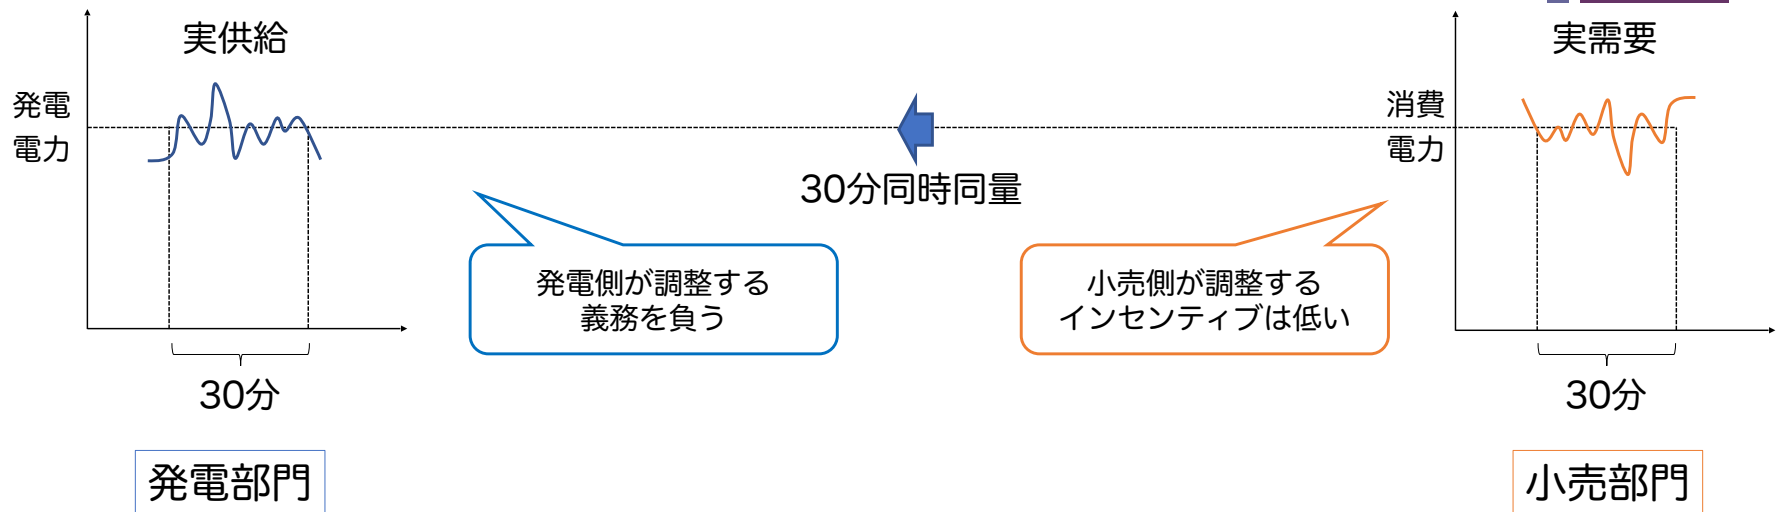 実供給
発電
電力
30分
発電部門
30分同時同量
発電側が調整する
義務を負う
小売側が調整する
インセンティブは低い
実需要
消費
電力
30分
小売部門